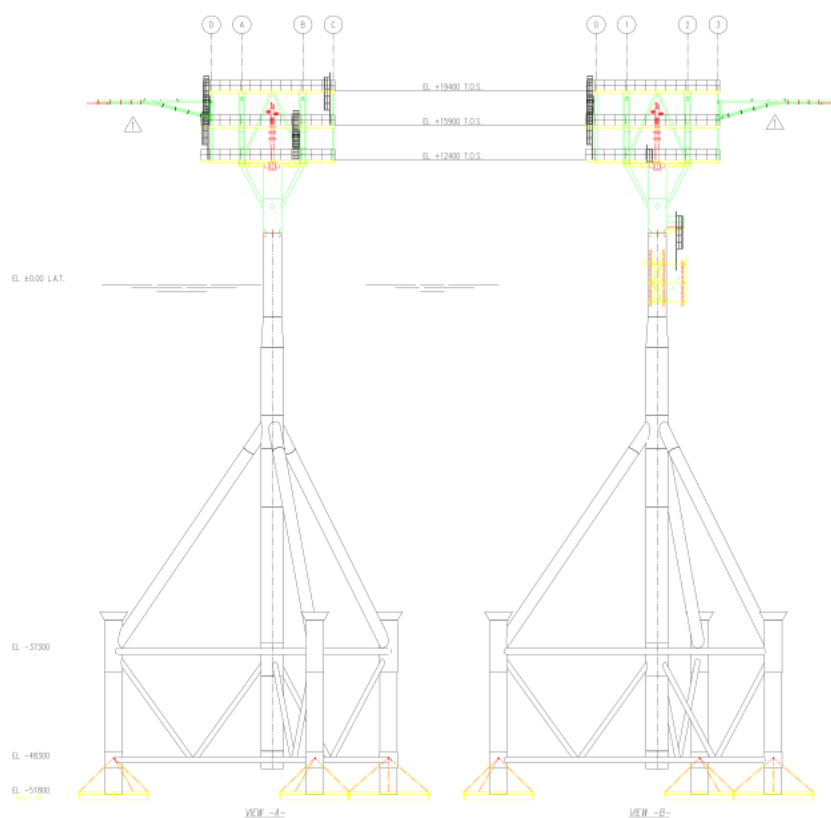 D A B C 0 1 2 3
EL +19400 T.O.S.
1 1
EL +15900 T.O.S.
EL +12400 T.O.S.
EL ±0.00 L.A.T.
EL -37300
EL -48300
EL -51800
VIEW -A- VIEW -B-